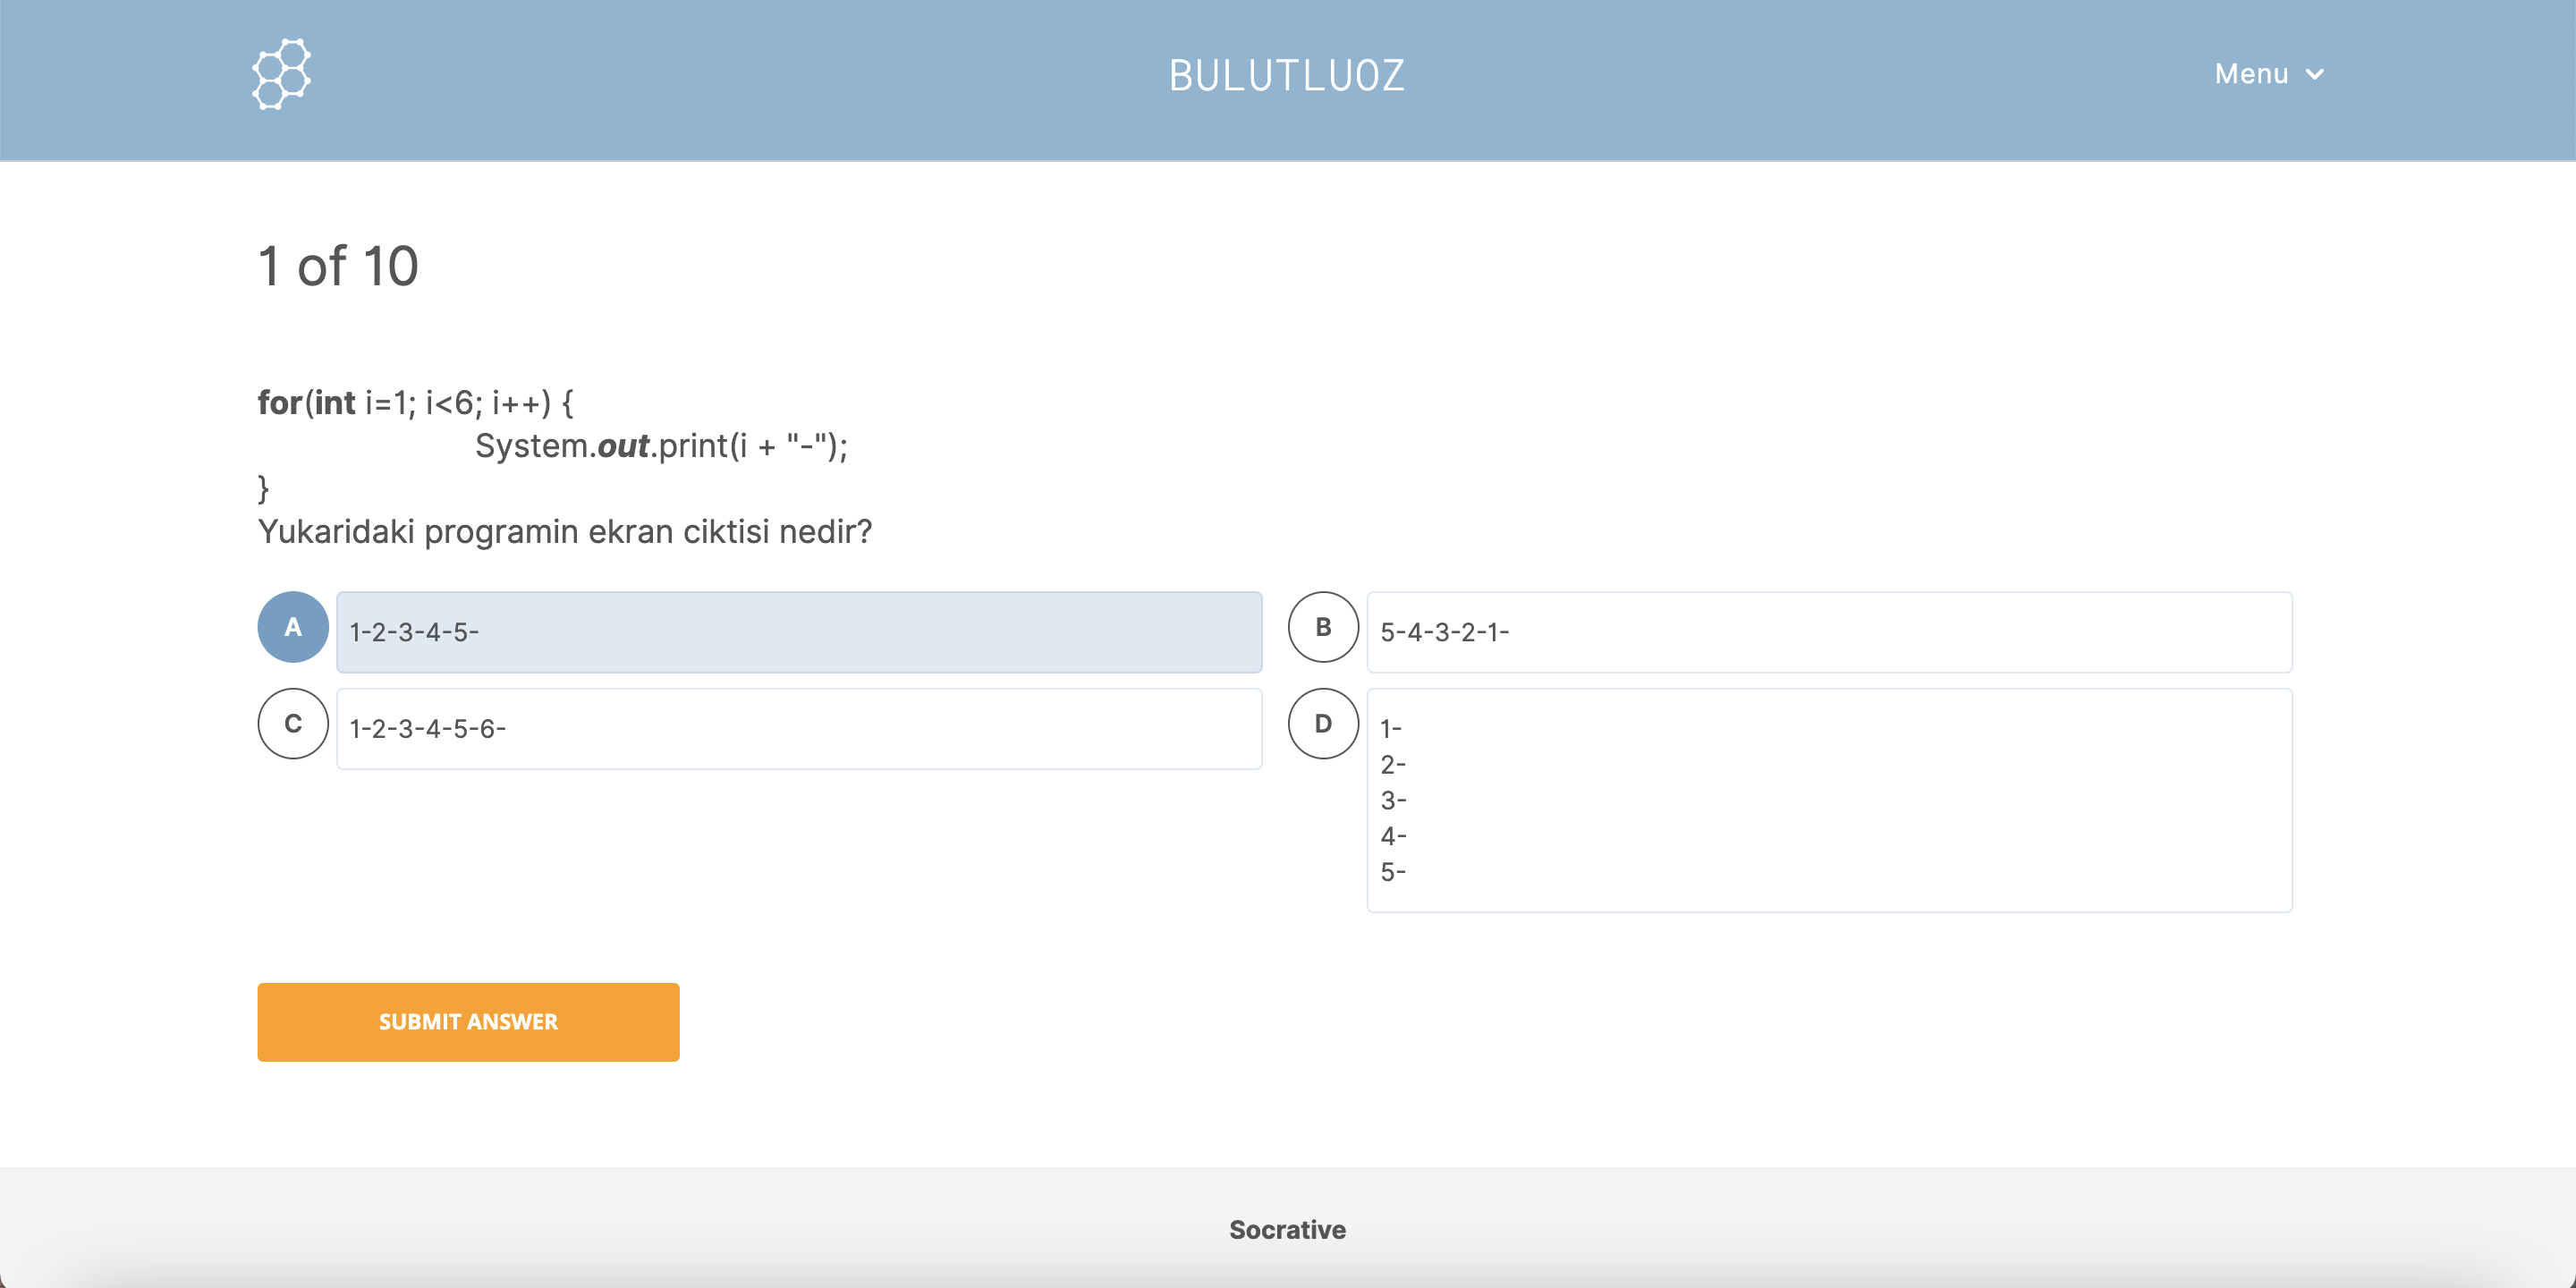 BULUTLUOZ
Menu
1 of 10
for(int i=1; i<6; i++) {
System.out.print(i + "-");
}
Yukaridaki programin ekran ciktisi nedir?
A
1-2-3-4-5-
B
5-4-3-2-1-
C
1-2-3-4-5-6-
D
1-
2-
3-
4-
5-
SUBMIT ANSWER
Socrative